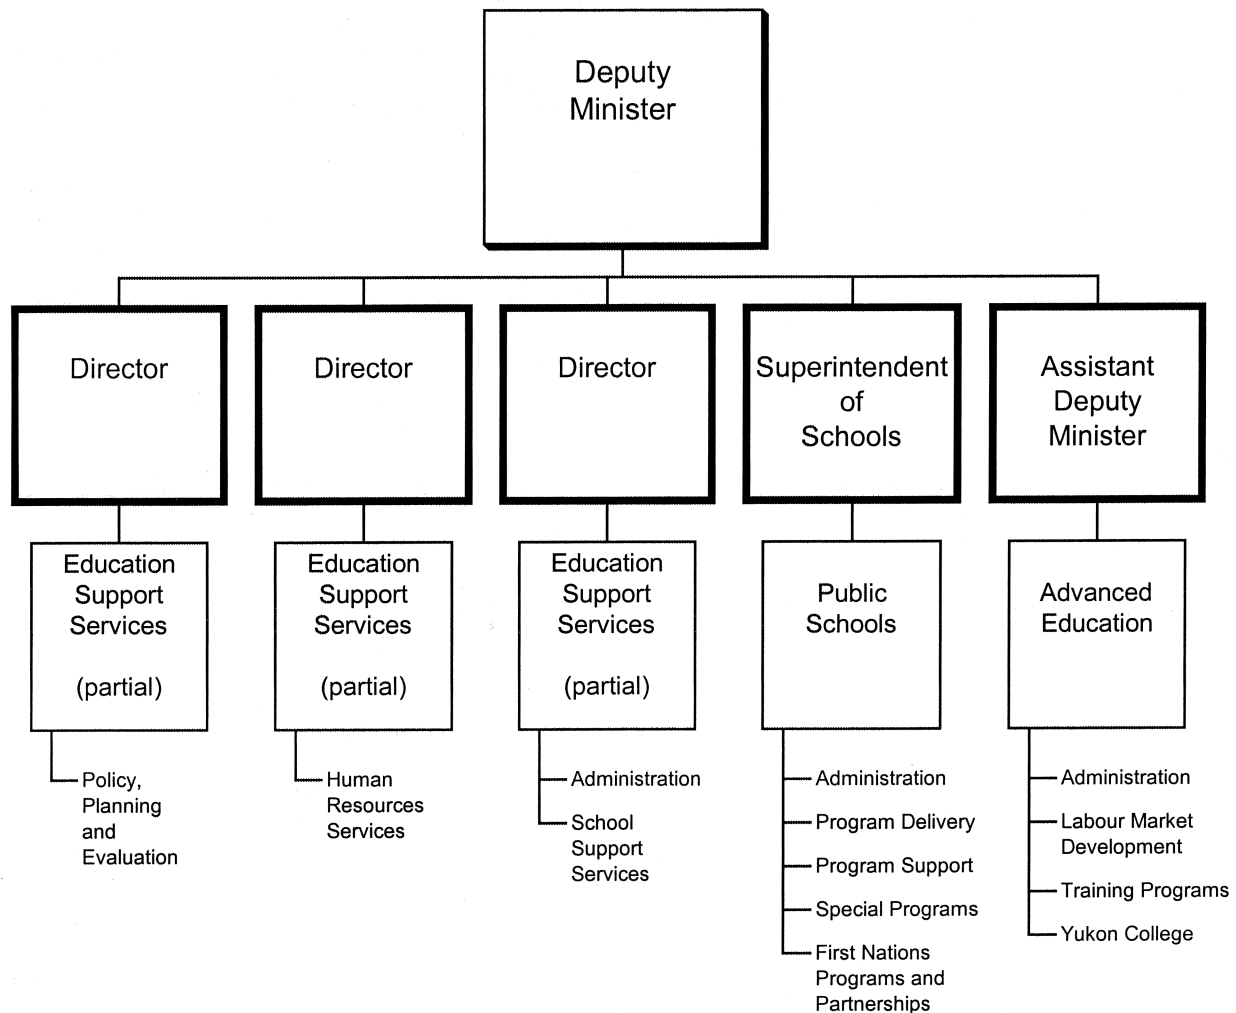 Deputy
Minister
Director
Director
Director
Superintendent
of
Schools
Assistant
Deputy
Minister
Education
Support
Services
(partial)
Education
Support
Services
(partial)
Education
Support
Services
(partial)
Public
Schools
Advanced
Education
Policy,
Planning
and
Evaluation
Human
Resources
Services
Administration
School
Support
Services
Administration
Program Delivery
Program Support
Special Programs
First Nations
Programs and
Partnerships
Administration
Labour Market
Development
Training Programs
Yukon College